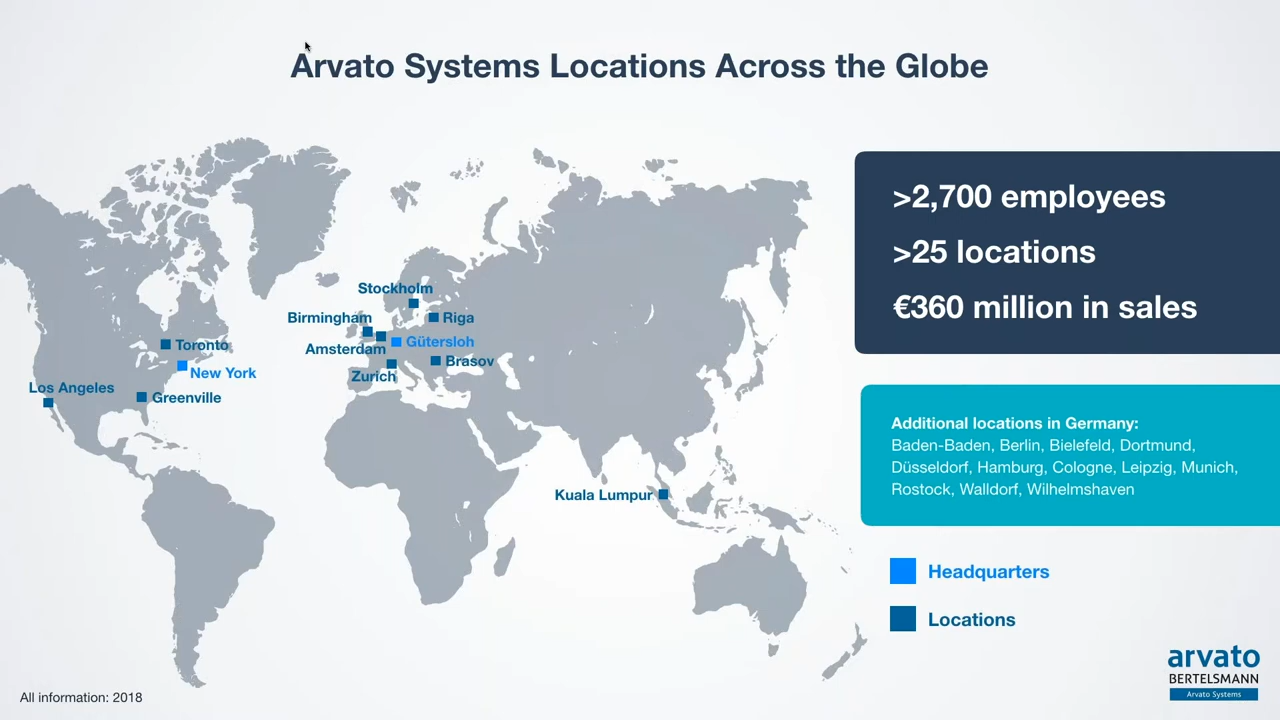 Arvato Systems Locations Across the Globe
>2,700 employees
>25 locations
€360 million in sales
Stockholm
Birmingham
Riga
Toronto
Amsterdam
Gütersloh
Brasov
New York
Zurich
Los Angeles
Greenville
Kuala Lumpur
Additional locations in Germany:
Baden-Baden, Berlin, Bielefeld, Dortmund,
Düsseldorf, Hamburg, Cologne, Leipzig, Munich,
Rostock, Walldorf, Wilhelmshaven
Headquarters
Locations
arvato
BERTELSMANN
Arvato Systems
All information: 2018